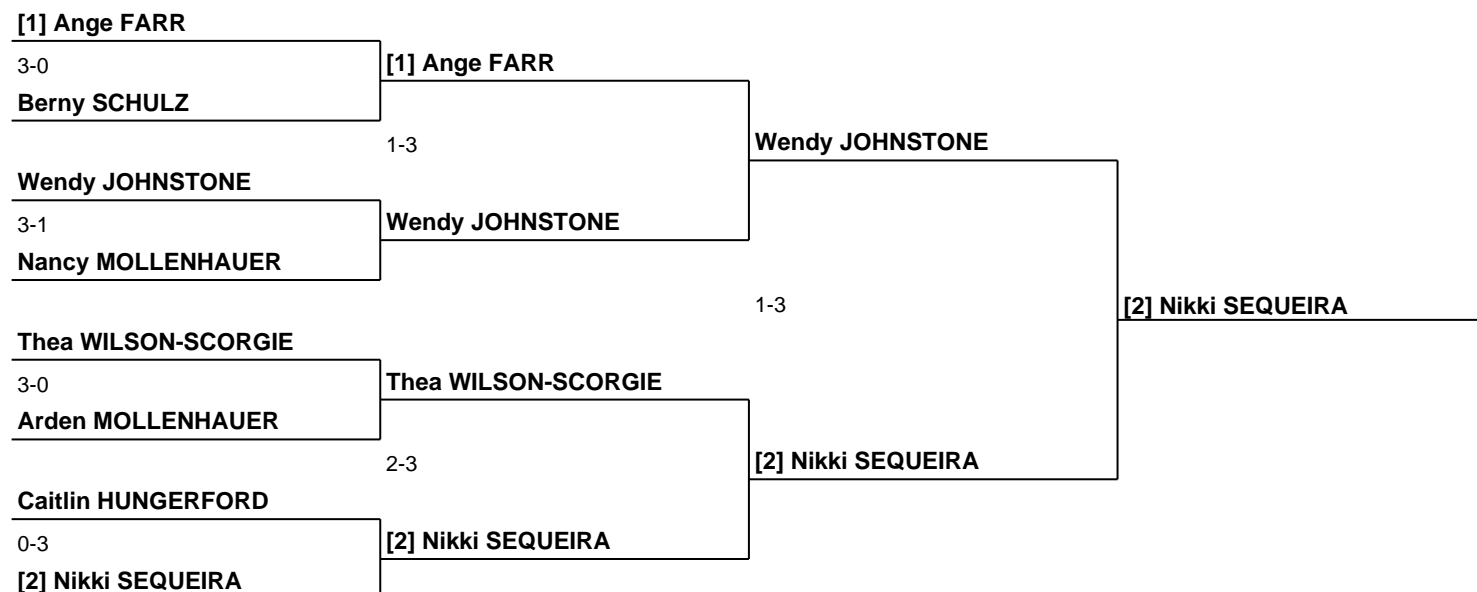 [1] Ange FARR
3-0
[1] Ange FARR
Berny SCHULZ
1-3
Wendy JOHNSTONE
Wendy JOHNSTONE
3-1
Wendy JOHNSTONE
Nancy MOLLENHAUER
1-3
[2] Nikki SEQUEIRA
Thea WILSON-SCORGIE
3-0
Thea WILSON-SCORGIE
Arden MOLLENHAUER
2-3
[2] Nikki SEQUEIRA
Caitlin HUNGERFORD
0-3
[2] Nikki SEQUEIRA
[2] Nikki SEQUEIRA